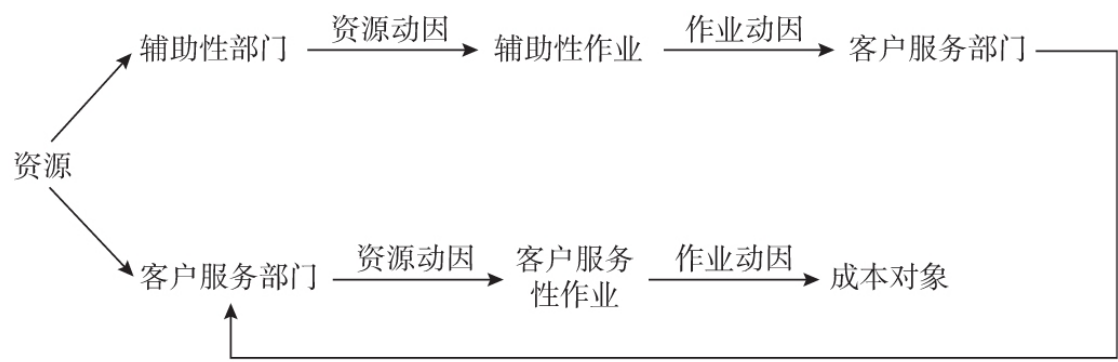 辅助性部门
资源动因
辅助性作业
作业动因
客户服务部门
资源
客户服务部门
资源动因
客户服务
性作业
作业动因
成本对象